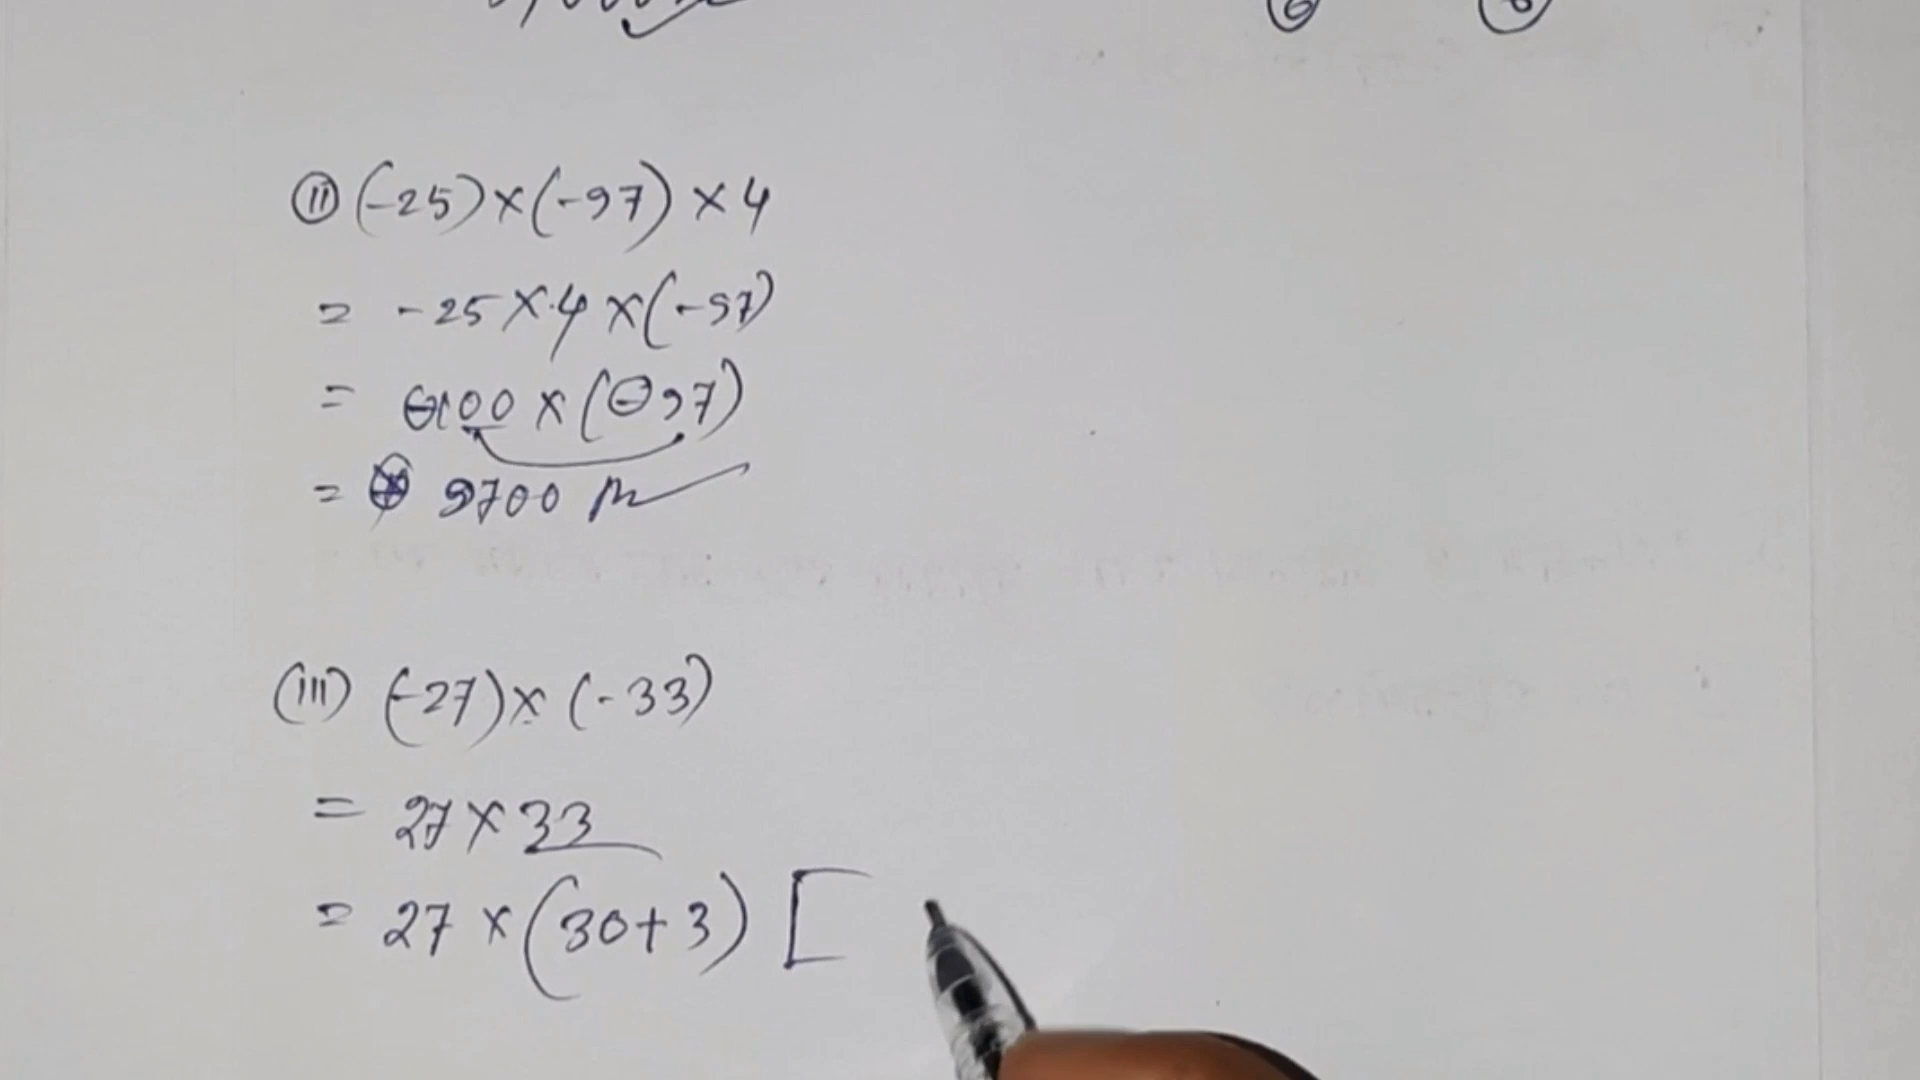 (ii) (-25)×(-97)×4
= -25×4×(-97)
= -100×(-97)
= 9700
(iii) (-27)×(-33)
= 27×33
= 27×(30+3) [